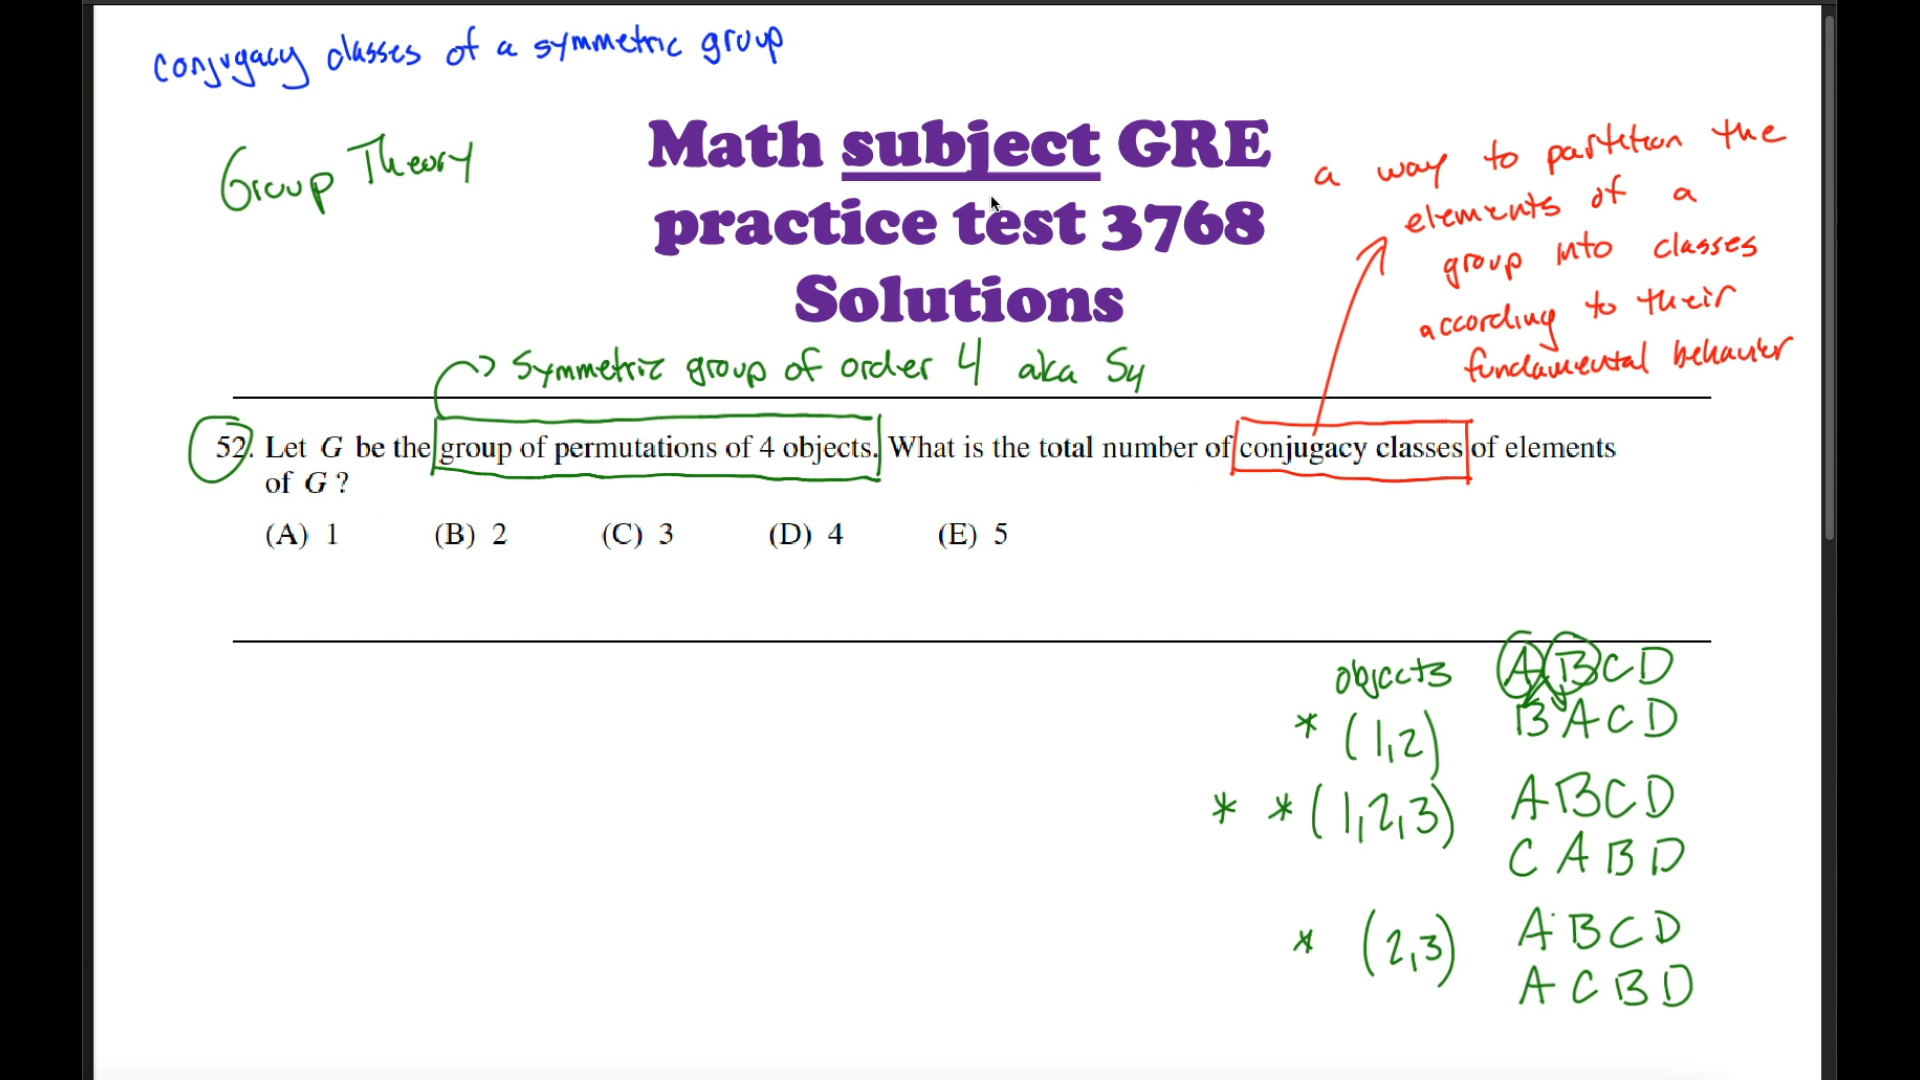 conjugacy classes of a symmetric group
Group Theory
Math subject GRE
practice test 3768
Solutions
a way to partition the
elements of a
group into classes
according to their
fundamental behavior
Symmetric group of order 4 aka S4
52. Let G be the group of permutations of 4 objects. What is the total number of conjugacy classes of elements
of G ?
(A) 1 (B) 2 (C) 3 (D) 4 (E) 5
objects ABCD
* (1,2) BACD
* * (1,2,3) ABCD
CABD
* (2,3) ABCD
ACBD